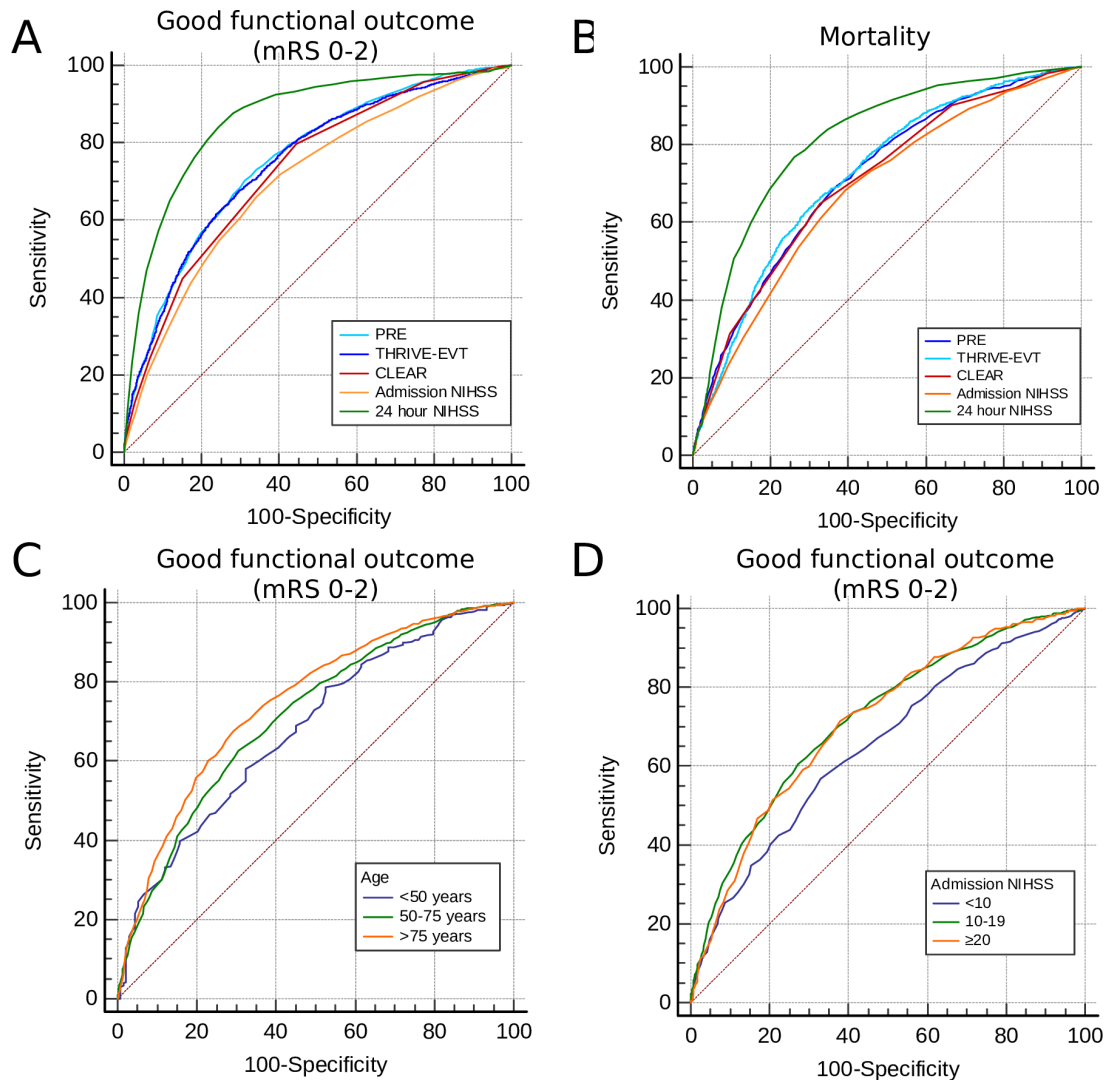 A
Good functional outcome
(mRS 0-2)
100
80
60
40
20
0
Sensitivity
0 20 40 60 80 100
100-Specificity
PRE
THRIVE-EVT
CLEAR
Admission NIHSS
24 hour NIHSS
B
Mortality
100
80
60
40
20
0
Sensitivity
0 20 40 60 80 100
100-Specificity
PRE
THRIVE-EVT
CLEAR
Admission NIHSS
24 hour NIHSS
C
Good functional outcome
(mRS 0-2)
100
80
60
40
20
0
Sensitivity
0 20 40 60 80 100
100-Specificity
Age
<50 years
50-75 years
>75 years
D
Good functional outcome
(mRS 0-2)
100
80
60
40
20
0
Sensitivity
0 20 40 60 80 100
100-Specificity
Admission NIHSS
<10
10-19
≥20